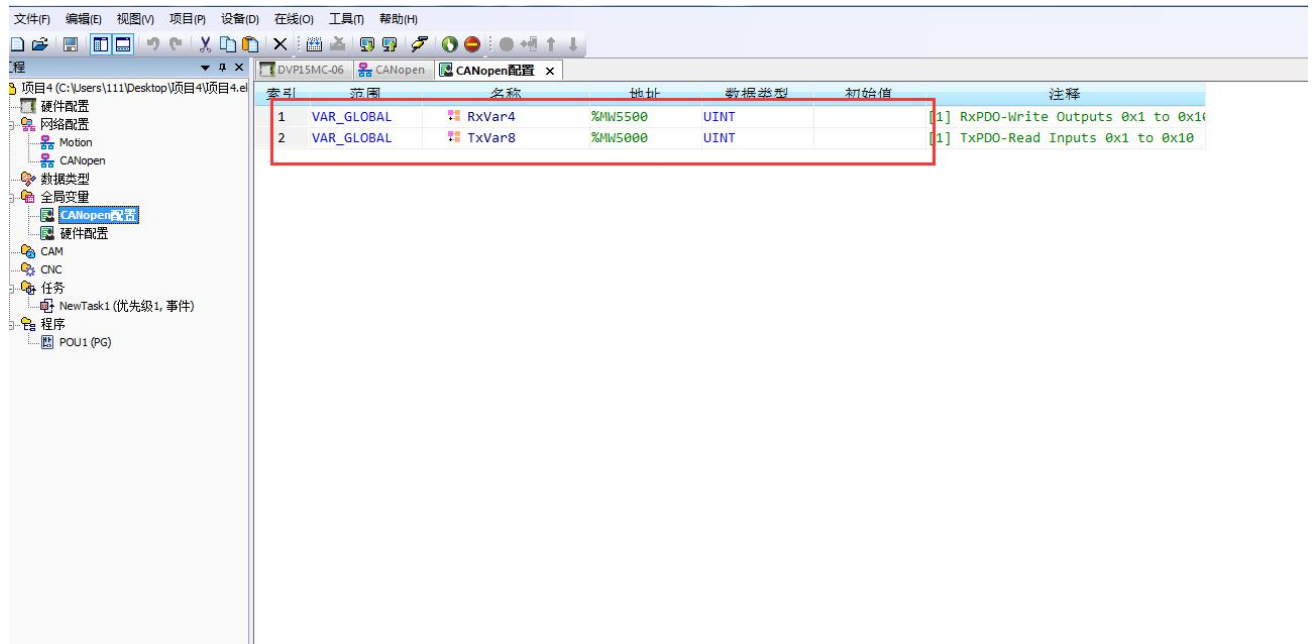 文件(F) 编辑(E) 视图(V) 项目(P) 设备(D) 在线(O) 工具(T) 帮助(H)
程
DVP15MC-06 CANopen CANopen配置
项目4 (C:\Users\111\Desktop\项目4\项目4.el
硬件配置
网络配置
Motion
CANopen
数据类型
全局变量
CANopen配置
硬件配置
CAM
CNC
任务
NewTask1 (优先级1, 事件)
程序
POU1 (PG)
索引 范围 名称 地址 数据类型 初始值 注释
1 VAR_GLOBAL RxVar4 %MW5500 UINT [1] RxPDO-Write Outputs 0x1 to 0x10
2 VAR_GLOBAL TxVar8 %MW5000 UINT [1] TxPDO-Read Inputs 0x1 to 0x10